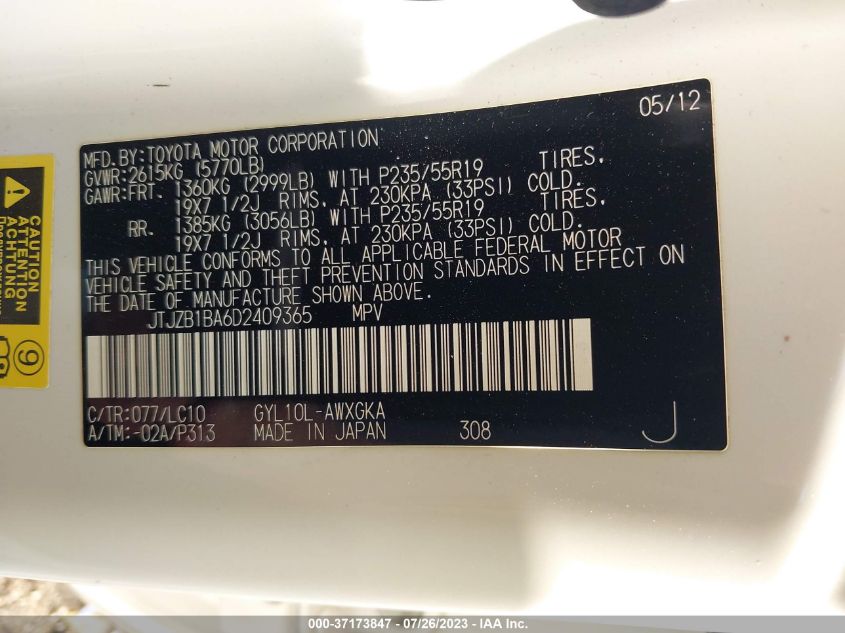 05/12
MFD.BY:TOYOTA MOTOR CORPORATION
GVWR:2615KG (5770LB)
GAWR:FRT. 1360KG (2999LB) WITH P235/55R19 TIRES,
19X7 1/2J RIMS, AT 230KPA (33PSI) COLD.
RR. 1385KG (3056LB) WITH P235/55R19 TIRES,
19X7 1/2J RIMS, AT 230KPA (33PSI) COLD.
THIS VEHICLE CONFORMS TO ALL APPLICABLE FEDERAL MOTOR
VEHICLE SAFETY AND THEFT PREVENTION STANDARDS IN EFFECT ON
THE DATE OF MANUFACTURE SHOWN ABOVE.
JTJZB1BA6D2409365 MPV
C/TR:077/LC10 GYL10L-AWXGKA
A/TM:-02A/P313 MADE IN JAPAN 308 J
CAUTION
ATTENTION
ACHTUNG
9
000-37173847 - 07/26/2023 - IAA Inc.